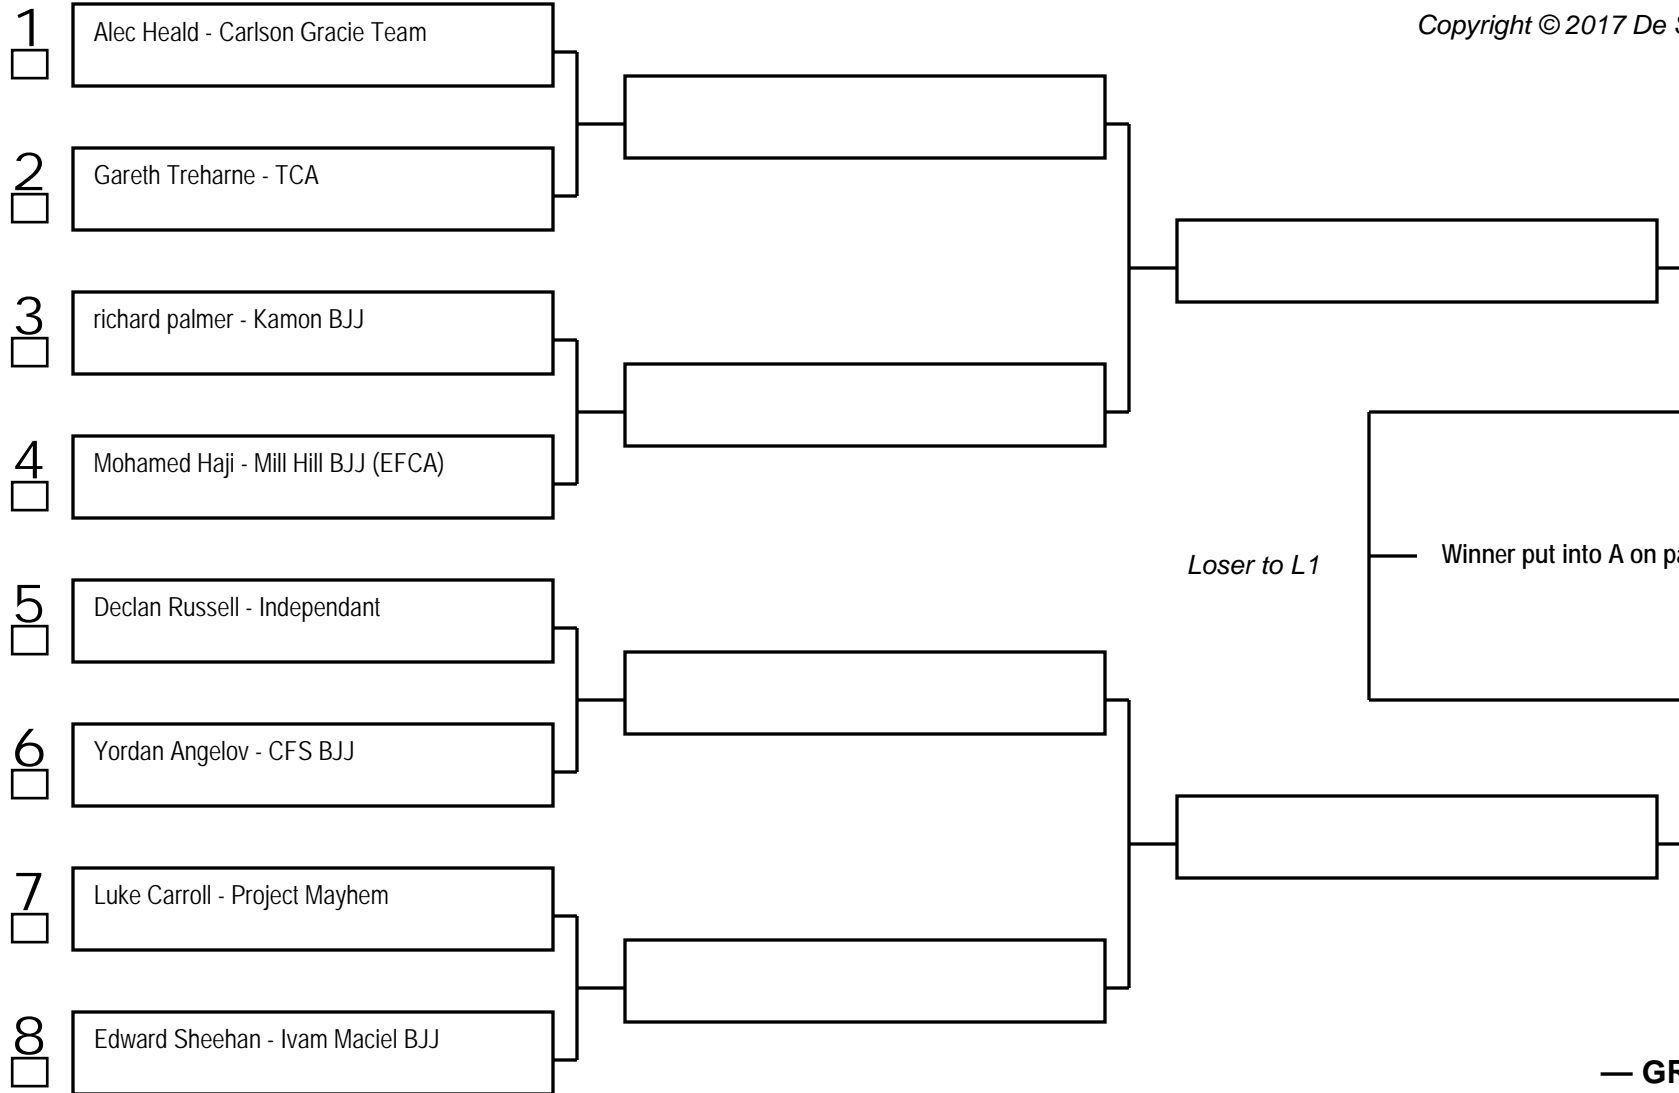 1
Alec Heald - Carlson Gracie Team
Copyright © 2017 De
2
Gareth Treharne - TCA
3
richard palmer - Kamon BJJ
4
Mohamed Haji - Mill Hill BJJ (EFCA)
Loser to L1
Winner put into A on
5
Declan Russell - Independant
6
Yordan Angelov - CFS BJJ
7
Luke Carroll - Project Mayhem
8
Edward Sheehan - Ivam Maciel BJJ
—